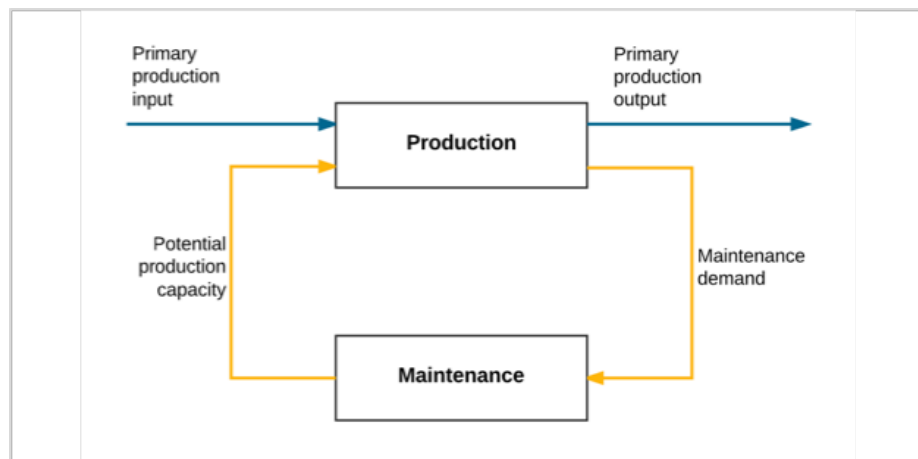 Primary
production
input
Primary
production
output
Production
Potential
production
capacity
Maintenance
demand
Maintenance